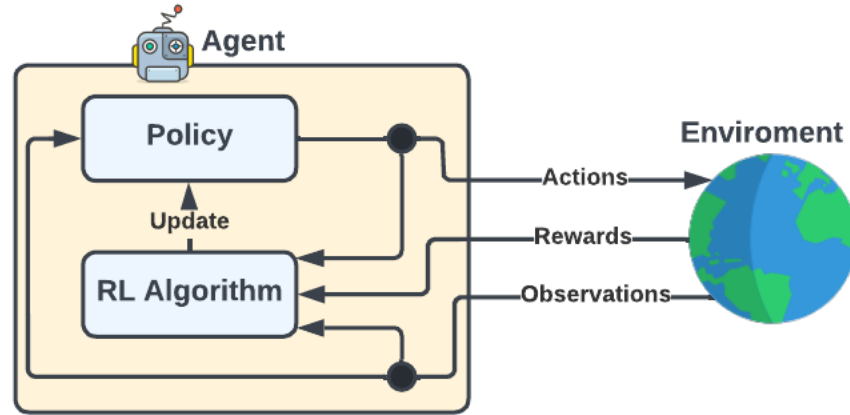 Agent
Policy
Enviroment
Actions
Update
Rewards
RL Algorithm
Observations